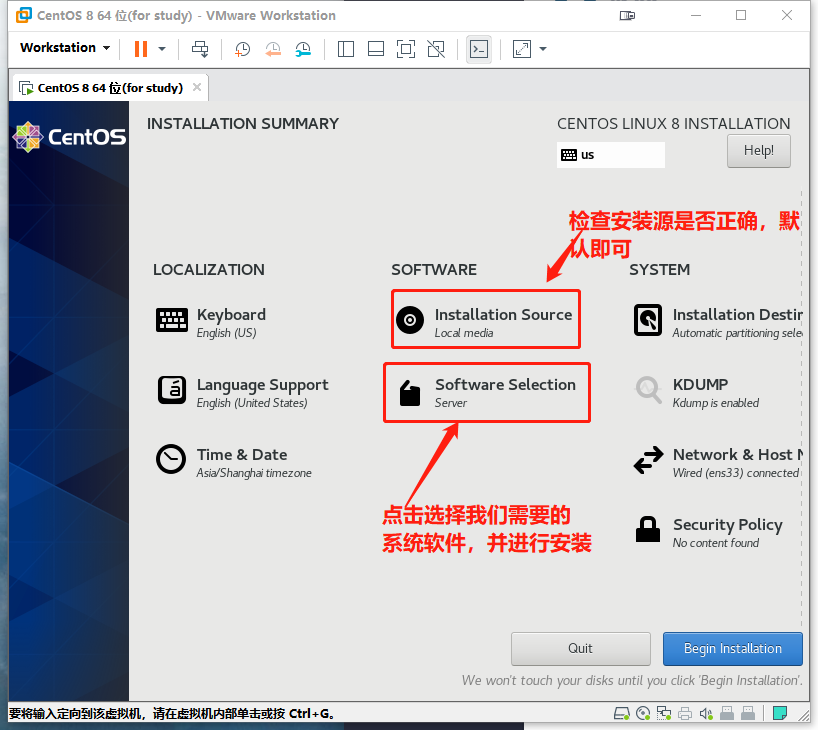 CentOS 8 64 位(for study) - VMware Workstation
Workstation
CentOS 8 64 位(for study)
CentOS
INSTALLATION SUMMARY
CENTOS LINUX 8 INSTALLATION
us
Help!
检查安装源是否正确，默
认即可
LOCALIZATION
SOFTWARE
SYSTEM
Keyboard
English (US)
Installation Source
Local media
Installation Destin
Automatic partitioning sele
Language Support
English (United States)
Software Selection
Server
KDUMP
Kdump is enabled
Time & Date
Asia/Shanghai timezone
Network & Host N
Wired (ens33) connected
点击选择我们需要的
系统软件，并进行安装
Security Policy
No content found
Quit
Begin Installation
We won't touch your disks until you click 'Begin Installation'.
要将输入定向到该虚拟机，请在虚拟机内部单击或按 Ctrl+G。